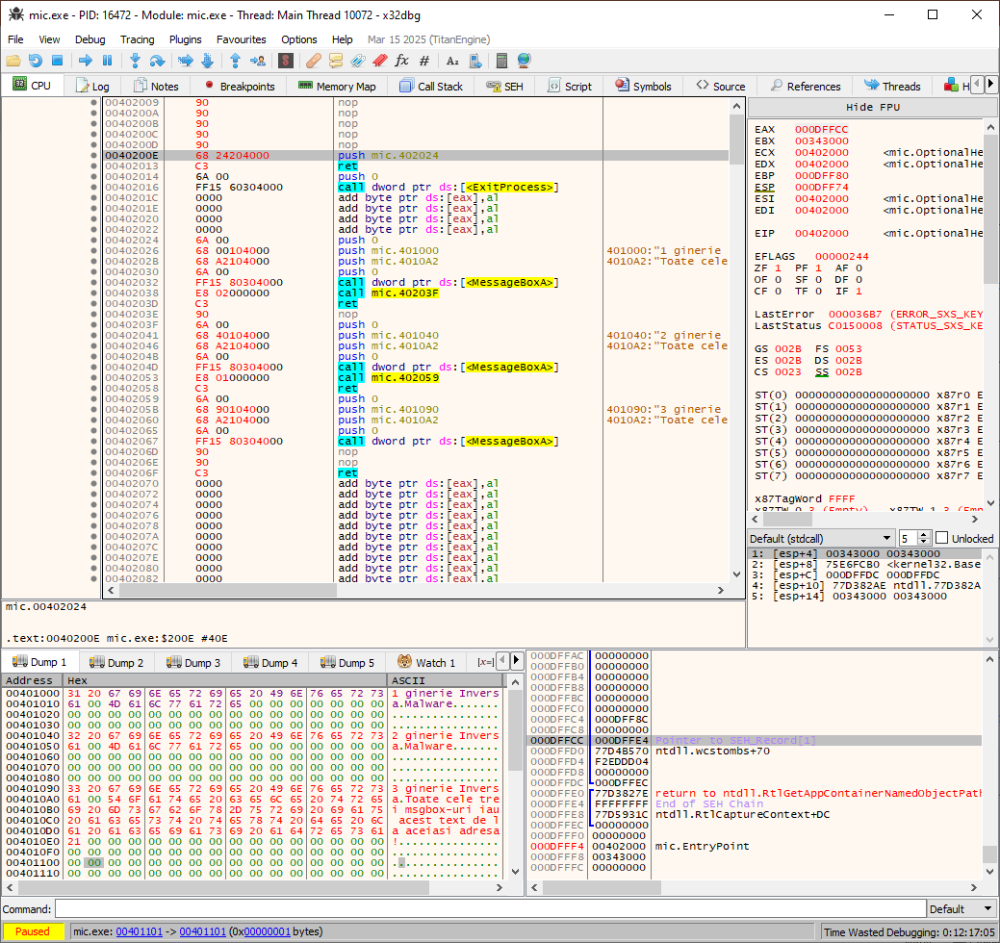 mic.exe - PID: 16472 - Module: mic.exe - Thread: Main Thread 10072 - x32dbg
File View Debug Tracing Plugins Favourites Options Help Mar 15 2025 (TitanEngine)
CPU Log Notes Breakpoints Memory Map Call Stack SEH Script Symbols Source References Threads H
Hide FPU
00402009 90 nop
0040200A 90 nop
0040200B 90 nop
0040200C 90 nop
0040200D 90 nop
0040200E 68 24204000 push mic.402024
00402013 C3 ret
00402014 6A 00 push 0
00402016 FF15 60304000 call dword ptr ds:[<ExitProcess>]
0040201C 0000 add byte ptr ds:[eax],al
0040201E 0000 add byte ptr ds:[eax],al
00402020 0000 add byte ptr ds:[eax],al
00402022 0000 add byte ptr ds:[eax],al
00402024 6A 00 push 0
00402026 68 00104000 push mic.401000 401000:"1 ginerie
0040202B 68 A2104000 push mic.4010A2 4010A2:"Toate cele
00402030 6A 00 push 0
00402032 FF15 80304000 call dword ptr ds:[<MessageBoxA>]
00402038 E8 02000000 call mic.40203F
0040203D C3 ret
0040203E 90 nop
0040203F 6A 00 push 0
00402041 68 40104000 push mic.401040 401040:"2 ginerie
00402046 68 A2104000 push mic.4010A2 4010A2:"Toate cele
0040204B 6A 00 push 0
0040204D FF15 80304000 call dword ptr ds:[<MessageBoxA>]
00402053 E8 01000000 call mic.402059
00402058 C3 ret
00402059 6A 00 push 0
0040205B 68 90104000 push mic.401090 401090:"3 ginerie
00402060 68 A2104000 push mic.4010A2 4010A2:"Toate cele
00402065 6A 00 push 0
00402067 FF15 80304000 call dword ptr ds:[<MessageBoxA>]
0040206D 90 nop
0040206E 90 nop
0040206F C3 ret
00402070 0000 add byte ptr ds:[eax],al
00402072 0000 add byte ptr ds:[eax],al
00402074 0000 add byte ptr ds:[eax],al
00402076 0000 add byte ptr ds:[eax],al
00402078 0000 add byte ptr ds:[eax],al
0040207A 0000 add byte ptr ds:[eax],al
0040207C 0000 add byte ptr ds:[eax],al
0040207E 0000 add byte ptr ds:[eax],al
00402080 0000 add byte ptr ds:[eax],al
00402082 0000 add byte ptr ds:[eax],al
EAX 000DFFCC
EBX 00343000
ECX 00402000 <mic.OptionalHe
EDX 00402000 <mic.OptionalHe
EBP 000DFF80
ESP 000DFF74
ESI 00402000 <mic.OptionalHe
EDI 00402000 <mic.OptionalHe
EIP 00402000 <mic.OptionalHe
EFLAGS 00000244
ZF 1 PF 1 AF 0
OF 0 SF 0 DF 0
CF 0 TF 0 IF 1
LastError 000036B7 (ERROR_SXS_KEY
LastStatus C0150008 (STATUS_SXS_KE
GS 002B FS 0053
ES 002B DS 002B
CS 0023 SS 002B
ST(0) 00000000000000000000 x87r0 E
ST(1) 00000000000000000000 x87r1 E
ST(2) 00000000000000000000 x87r2 E
ST(3) 00000000000000000000 x87r3 E
ST(4) 00000000000000000000 x87r4 E
ST(5) 00000000000000000000 x87r5 E
ST(6) 00000000000000000000 x87r6 E
ST(7) 00000000000000000000 x87r7 E
x87TagWord FFFF
Default (stdcall) 5 Unlocked
1: [esp+4] 00343000 00343000
2: [esp+8] 75E6FCB0 <kernel32.Base
3: [esp+C] 000DFFDC 000DFFDC
4: [esp+10] 77D382AE ntdll.77D382A
5: [esp+14] 00343000 00343000
mic.00402024
.text:0040200E mic.exe:$200E #40E
Dump 1 Dump 2 Dump 3 Dump 4 Dump 5 Watch 1 [x=]
Address Hex ASCII
00401000 31 20 67 69 6E 65 72 69 65 20 49 6E 76 65 72 73 1 ginerie Invers
00401010 61 00 4D 61 6C 77 61 72 65 00 00 00 00 00 00 00 a.Malware.......
00401020 00 00 00 00 00 00 00 00 00 00 00 00 00 00 00 00 ................
00401030 00 00 00 00 00 00 00 00 00 00 00 00 00 00 00 00 ................
00401040 32 20 67 69 6E 65 72 69 65 20 49 6E 76 65 72 73 2 ginerie Invers
00401050 61 00 4D 61 6C 77 61 72 65 00 00 00 00 00 00 00 a.Malware.......
00401060 00 00 00 00 00 00 00 00 00 00 00 00 00 00 00 00 ................
00401070 00 00 00 00 00 00 00 00 00 00 00 00 00 00 00 00 ................
00401080 00 00 00 00 00 00 00 00 00 00 00 00 00 00 00 00 ................
00401090 33 20 67 69 6E 65 72 69 65 20 49 6E 76 65 72 73 3 ginerie Invers
004010A0 61 00 54 6F 61 74 65 20 63 65 6C 65 20 74 72 65 a.Toate cele tre
004010B0 69 20 6D 73 67 62 6F 78 2D 75 72 69 20 69 61 75 i msgbox-uri iau
004010C0 20 61 63 65 73 74 20 74 65 78 74 20 64 65 20 6C  acest text de l
004010D0 61 20 61 63 65 69 61 73 69 20 61 64 72 65 73 61 a aceiasi adresa
004010E0 21 00 00 00 00 00 00 00 00 00 00 00 00 00 00 00 !...............
004010F0 00 00 00 00 00 00 00 00 00 00 00 00 00 00 00 00 ................
00401100 00 00 00 00 00 00 00 00 00 00 00 00 00 00 00 00 ................
00401110 00 00 00 00 00 00 00 00 00 00 00 00 00 00 00 00 ................
000DFFAC 00000000
000DFFB0 00000000
000DFFB4 00000000
000DFFB8 00000000
000DFFBC 00000000
000DFFC0 00000000
000DFFC4 000DFF8C
000DFFC8 00000000
000DFFCC 000DFFE4 Pointer to SEH_Record[1]
000DFFD0 77D4B570 ntdll.wcstombs+70
000DFFD4 F2EDDD04
000DFFD8 00000000
000DFFDC 000DFFEC
000DFFE0 77D3827E return to ntdll.RtlGetAppContainerNamedObjectPath
000DFFE4 FFFFFFFF End of SEH Chain
000DFFE8 77D5931C ntdll.RtlCaptureContext+DC
000DFFEC 00000000
000DFFF0 00000000
000DFFF4 00402000 mic.EntryPoint
000DFFF8 00343000
000DFFFC 00000000
Command: Default
Paused mic.exe: 00401101 -> 00401101 (0x00000001 bytes) Time Wasted Debugging: 0:12:17:05